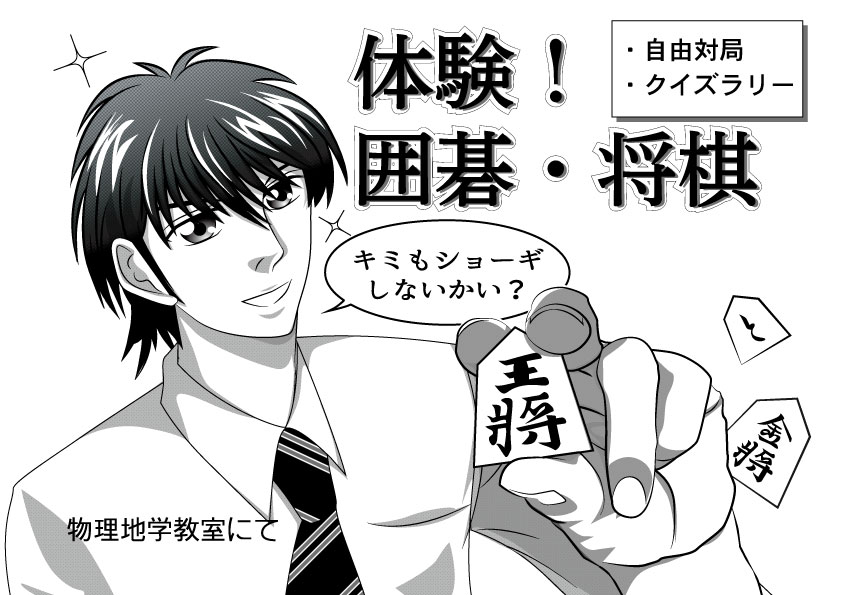 体験！
囲碁・将棋
・自由対局
・クイズラリー
キミもショーギ
しないかい？
王將
と
金將
物理地学教室にて